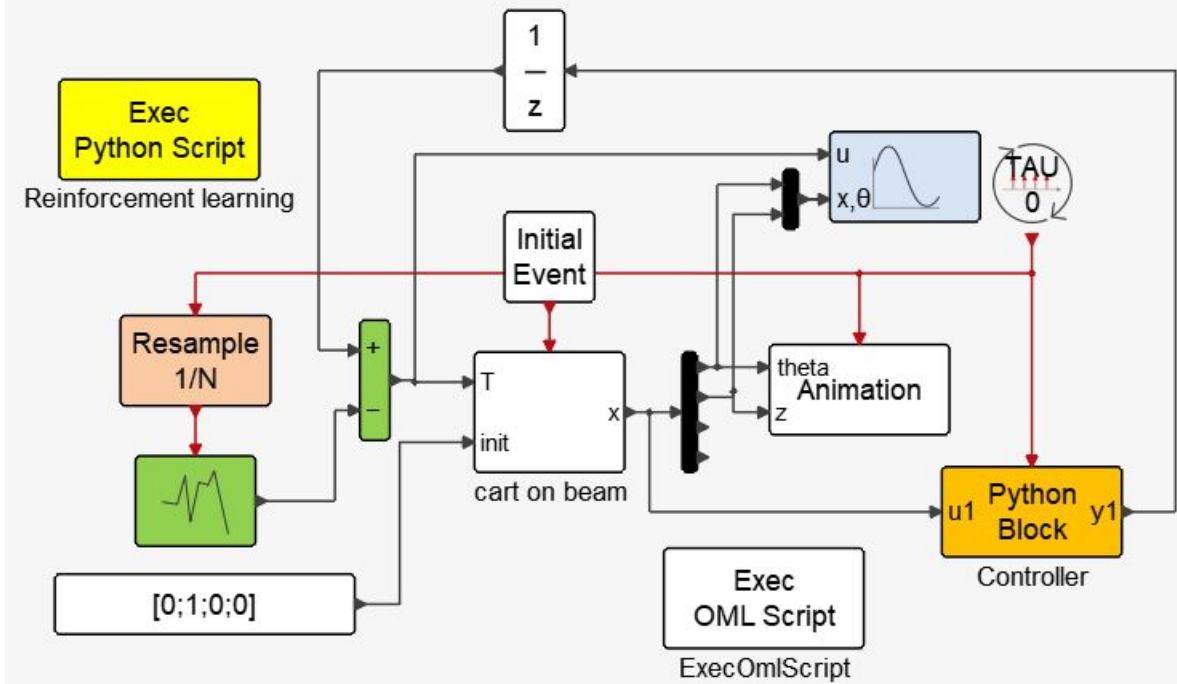 1
z
Exec
Python Script
Reinforcement learning
u
x,θ
TAU
0
Initial
Event
Resample
1/N
+
−
T
init
x
cart on beam
theta
Animation
z
u1
Python
Block
y1
Controller
[0;1;0;0]
Exec
OML Script
ExecOmlScript